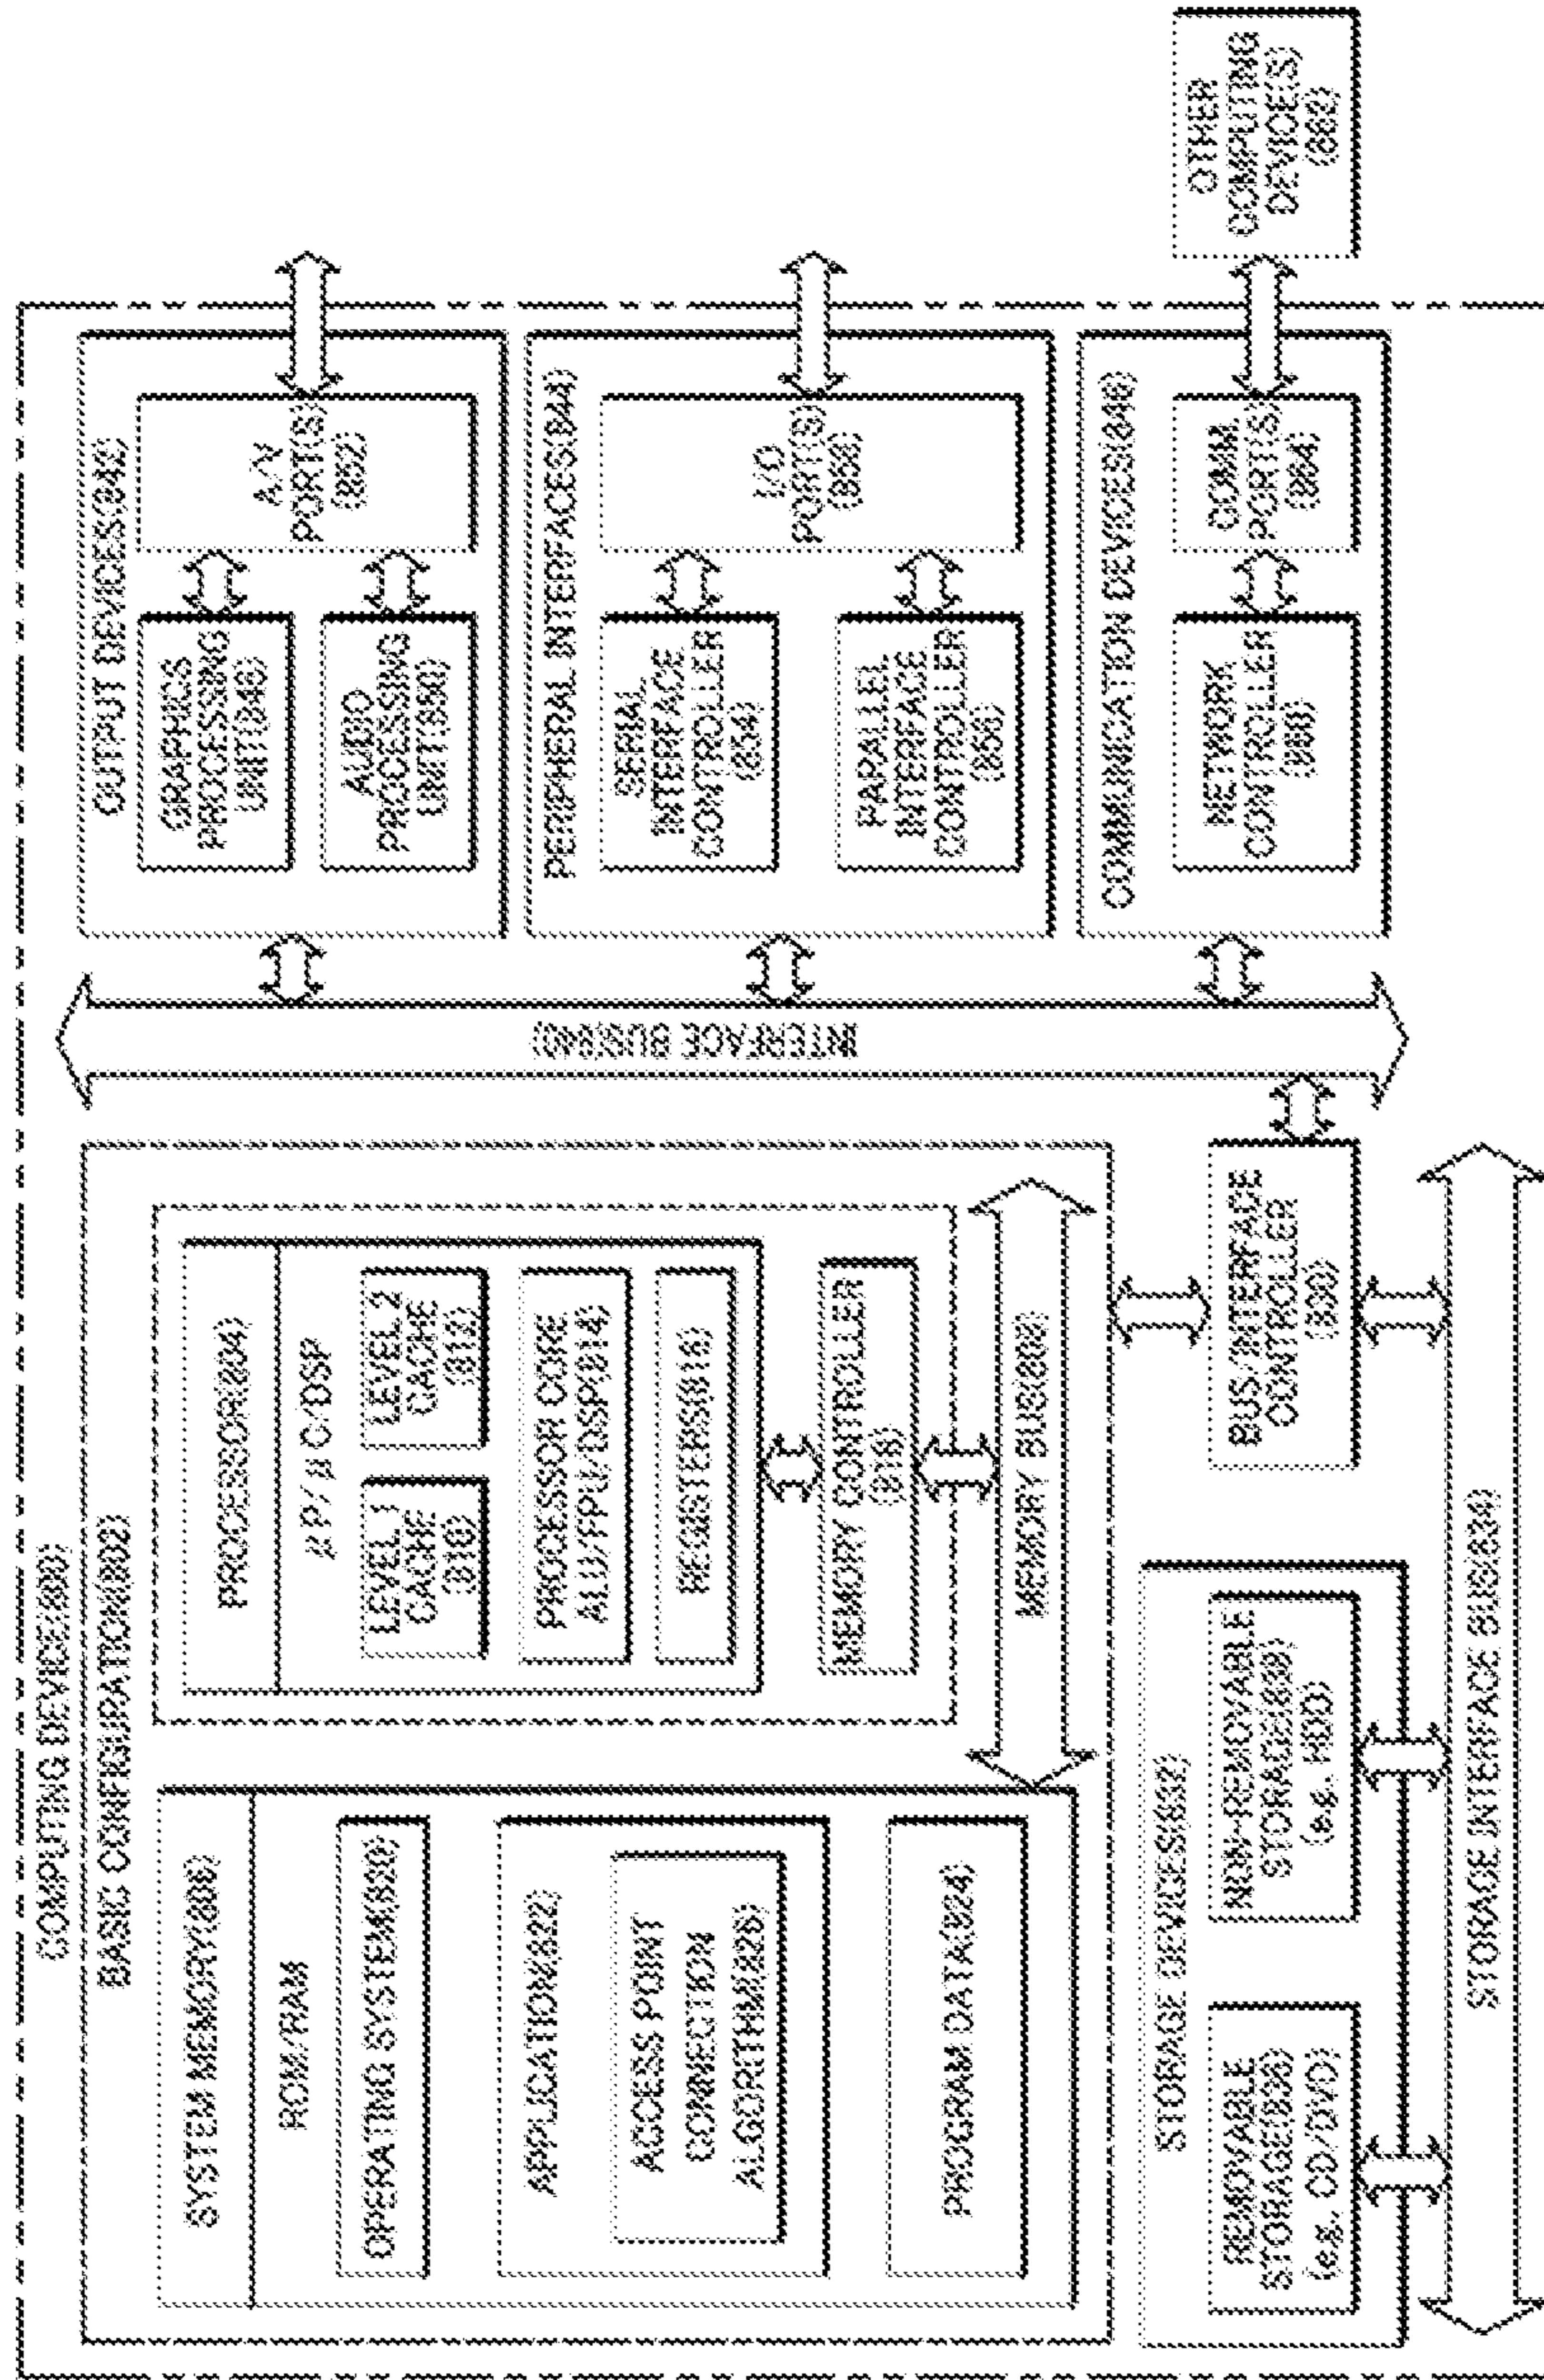 COMPUTING DEVICE(800)
BASIC CONFIGURATION(802)
SYSTEM MEMORY(806)
ROM/RAM
OPERATING SYSTEM(820)
APPLICATION(822)
ACCESS POINT
CONNECTION
ALGORITHM(826)
PROGRAM DATA(824)
PROCESSOR(804)
μP/μC/DSP
LEVEL 1
CACHE
(810)
LEVEL 2
CACHE
(812)
PROCESSOR CORE
ALU/FPU/DSP(814)
REGISTERS(816)
MEMORY CONTROLLER
(818)
MEMORY BUS(808)
BUS/INTERFACE
CONTROLLER
(830)
STORAGE DEVICES(832)
REMOVABLE
STORAGE(836)
(e.g., CD/DVD)
NON-REMOVABLE
STORAGE(838)
(e.g., HDD)
STORAGE INTERFACE BUS(834)
INTERFACE BUS(840)
OUTPUT DEVICES(842)
GRAPHICS
PROCESSING
UNIT(848)
AUDIO
PROCESSING
UNIT(850)
A/V
PORT(S)
(852)
PERIPHERAL INTERFACES(844)
SERIAL
INTERFACE
CONTROLLER
(854)
PARALLEL
INTERFACE
CONTROLLER
(856)
I/O
PORT(S)
(858)
COMMUNICATION DEVICES(846)
NETWORK
CONTROLLER
(860)
COMM.
PORT(S)
(864)
OTHER
COMPUTING
DEVICE(S)
(862)